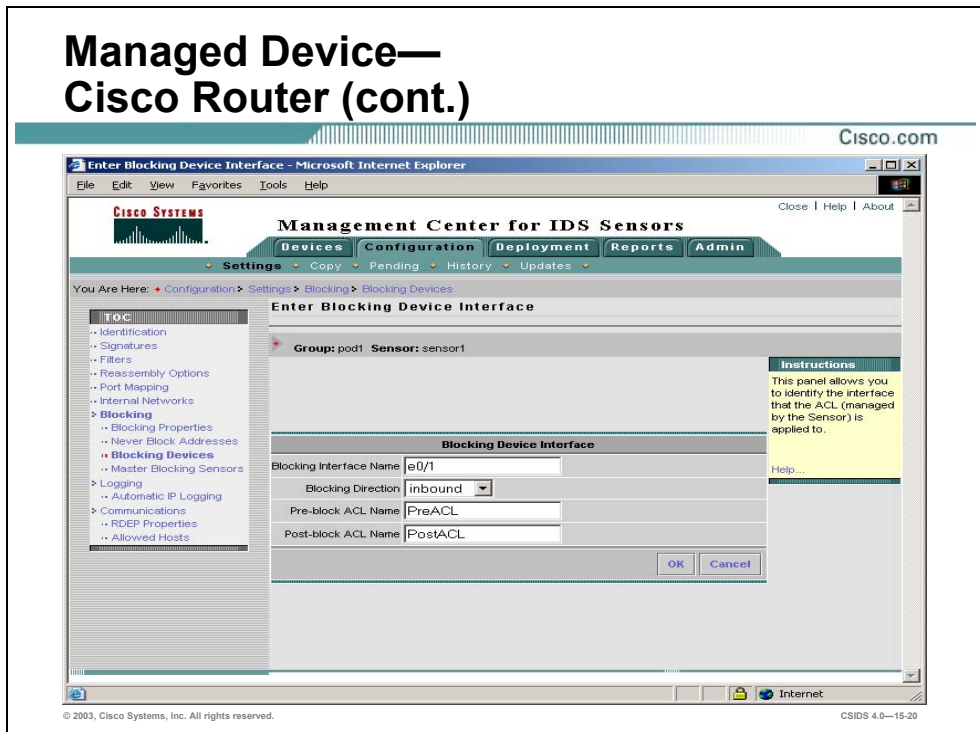 Managed Device—
Cisco Router (cont.)
Cisco.com
Enter Blocking Device Interface - Microsoft Internet Explorer
File Edit View Favorites Tools Help
Close | Help | About
CISCO SYSTEMS
Management Center for IDS Sensors
Devices Configuration Deployment Reports Admin
Settings Copy Pending History Updates
You Are Here: Configuration > Settings > Blocking > Blocking Devices
TOC
Identification
Signatures
Filters
Reassembly Options
Port Mapping
Internal Networks
Blocking
Blocking Properties
Never Block Addresses
Blocking Devices
Master Blocking Sensors
Logging
Automatic IP Logging
Communications
RDEP Properties
Allowed Hosts
Enter Blocking Device Interface
Group: pod1 Sensor: sensor1
Blocking Device Interface
Blocking Interface Name e0/1
Blocking Direction inbound
Pre-block ACL Name PreACL
Post-block ACL Name PostACL
OK Cancel
Instructions
This panel allows you
to identify the interface
that the ACL (managed
by the Sensor) is
applied to.
Help...
Internet
© 2003, Cisco Systems, Inc. All rights reserved.
CSIDS 4.0—15-20